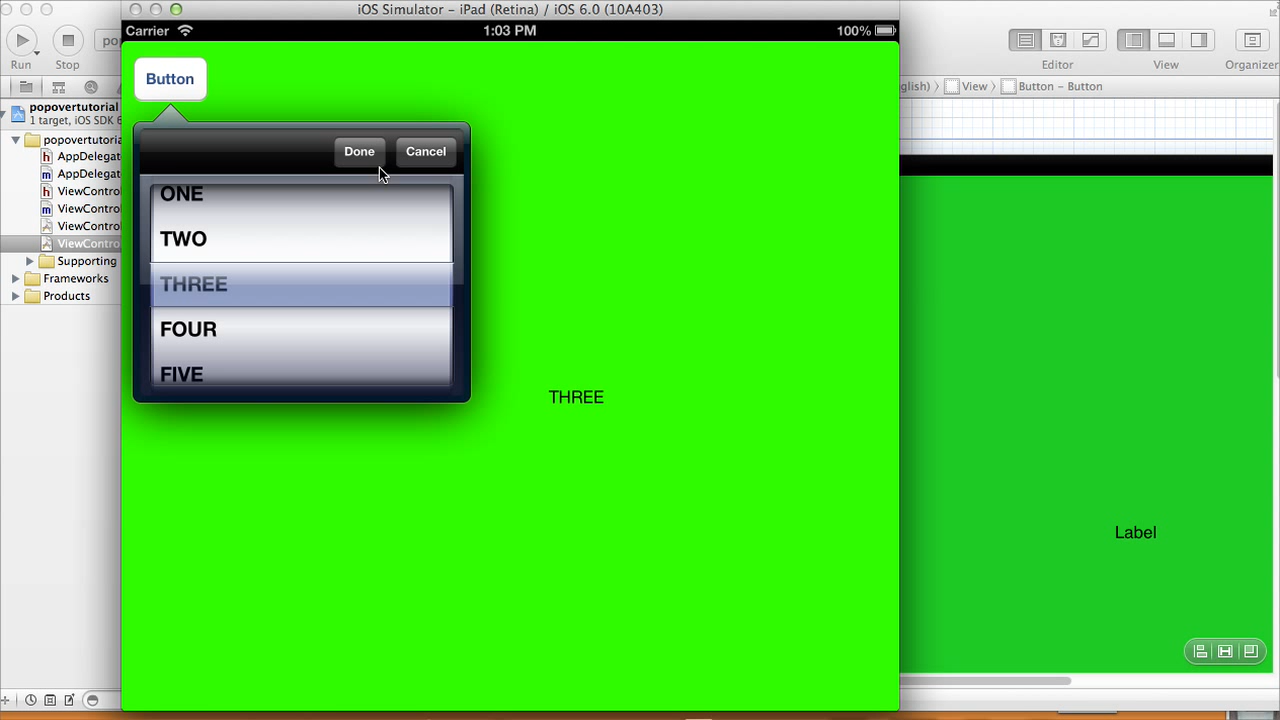 iOS Simulator – iPad (Retina) / iOS 6.0 (10A403)
Carrier 1:03 PM 100%
Run Stop Editor View Organizer
View Button – Button
Button
popovertutorial
1 target, iOS SDK
Done Cancel
ONE
TWO
THREE
FOUR
FIVE
THREE
Label
AppDelegat
AppDelegat
ViewContro
ViewContro
ViewContro
ViewContro
Supporting
Frameworks
Products